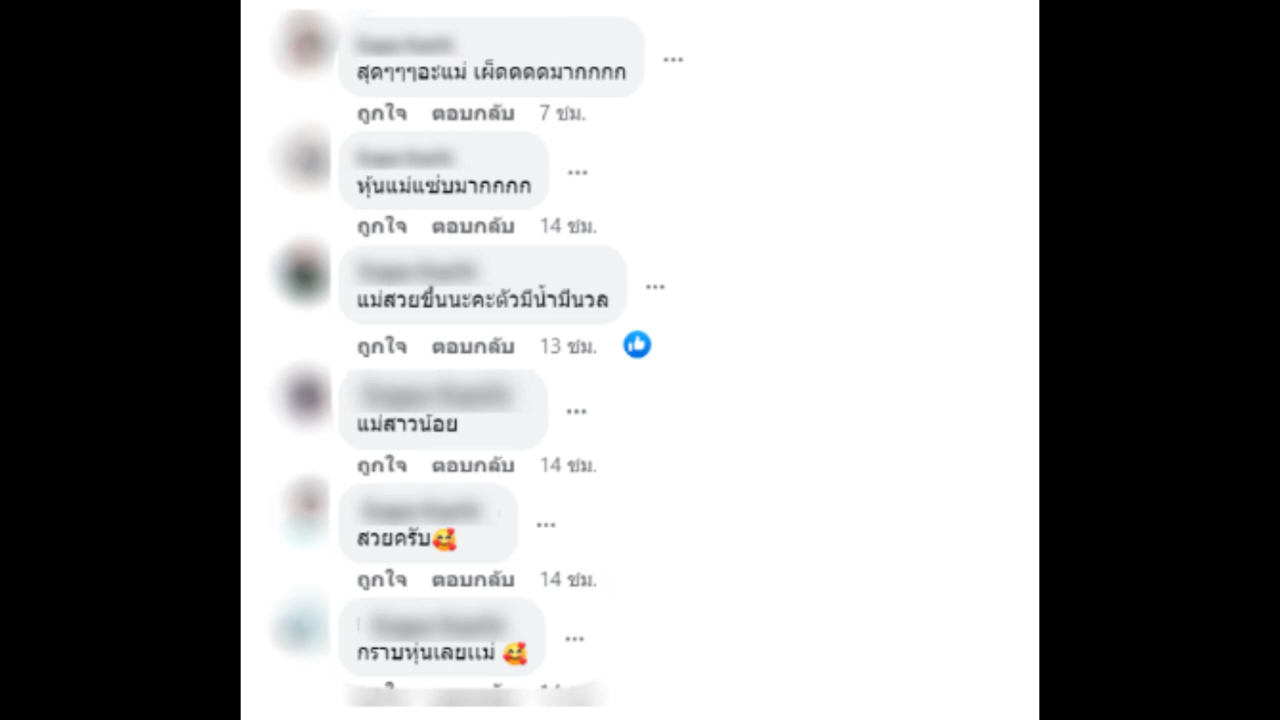 สุดๆๆๆอะแม่ เผ็ดดดดมากกกก
ถูกใจ ตอบกลับ 7 ชม.
หุ้นแม่แซ่บมากกกก
ถูกใจ ตอบกลับ 14 ชม.
แม่สวยขึ้นนะคะตัวมีน้ำมีนวล
ถูกใจ ตอบกลับ 13 ชม.
แม่สาวน้อย
ถูกใจ ตอบกลับ 14 ชม.
สวยครับ🥰
ถูกใจ ตอบกลับ 14 ชม.
กราบหุ่นเลยแม่ 🥰